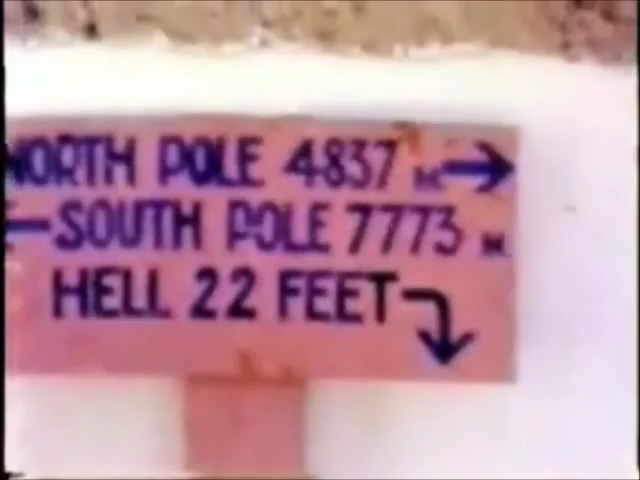 NORTH POLE 4837 M.
SOUTH POLE 7773 M.
HELL 22 FEET